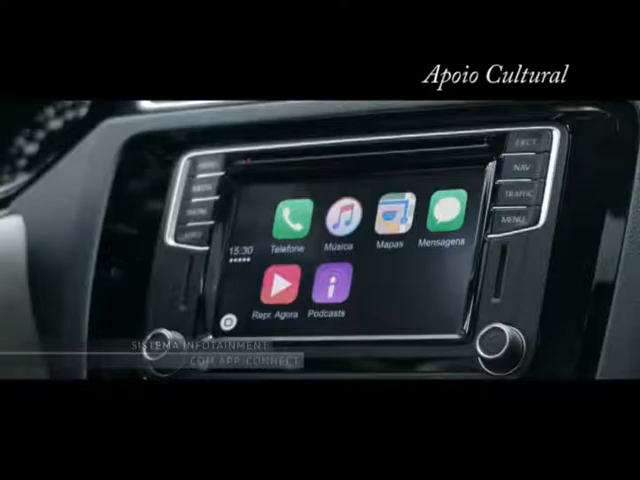 Apoio Cultural
EJECT
NAV
TRAFFIC
MENU
15:30
Telefone
Música
Mapas
Mensagens
Repr. Agora
Podcasts
SISTEMA INFOTAINMENT
COM APP-CONNECT